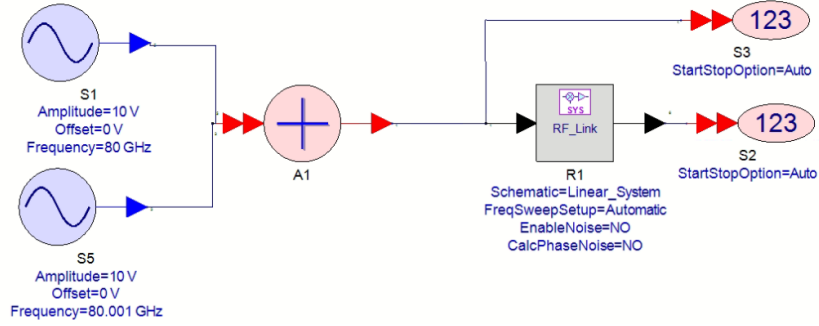 123
S3
StartStopOption=Auto
S1
Amplitude=10 V
Offset=0 V
Frequency=80 GHz
A1
SYS
RF_Link
R1
Schematic=Linear_System
FreqSweepSetup=Automatic
EnableNoise=NO
CalcPhaseNoise=NO
123
S2
StartStopOption=Auto
S5
Amplitude=10 V
Offset=0 V
Frequency=80.001 GHz